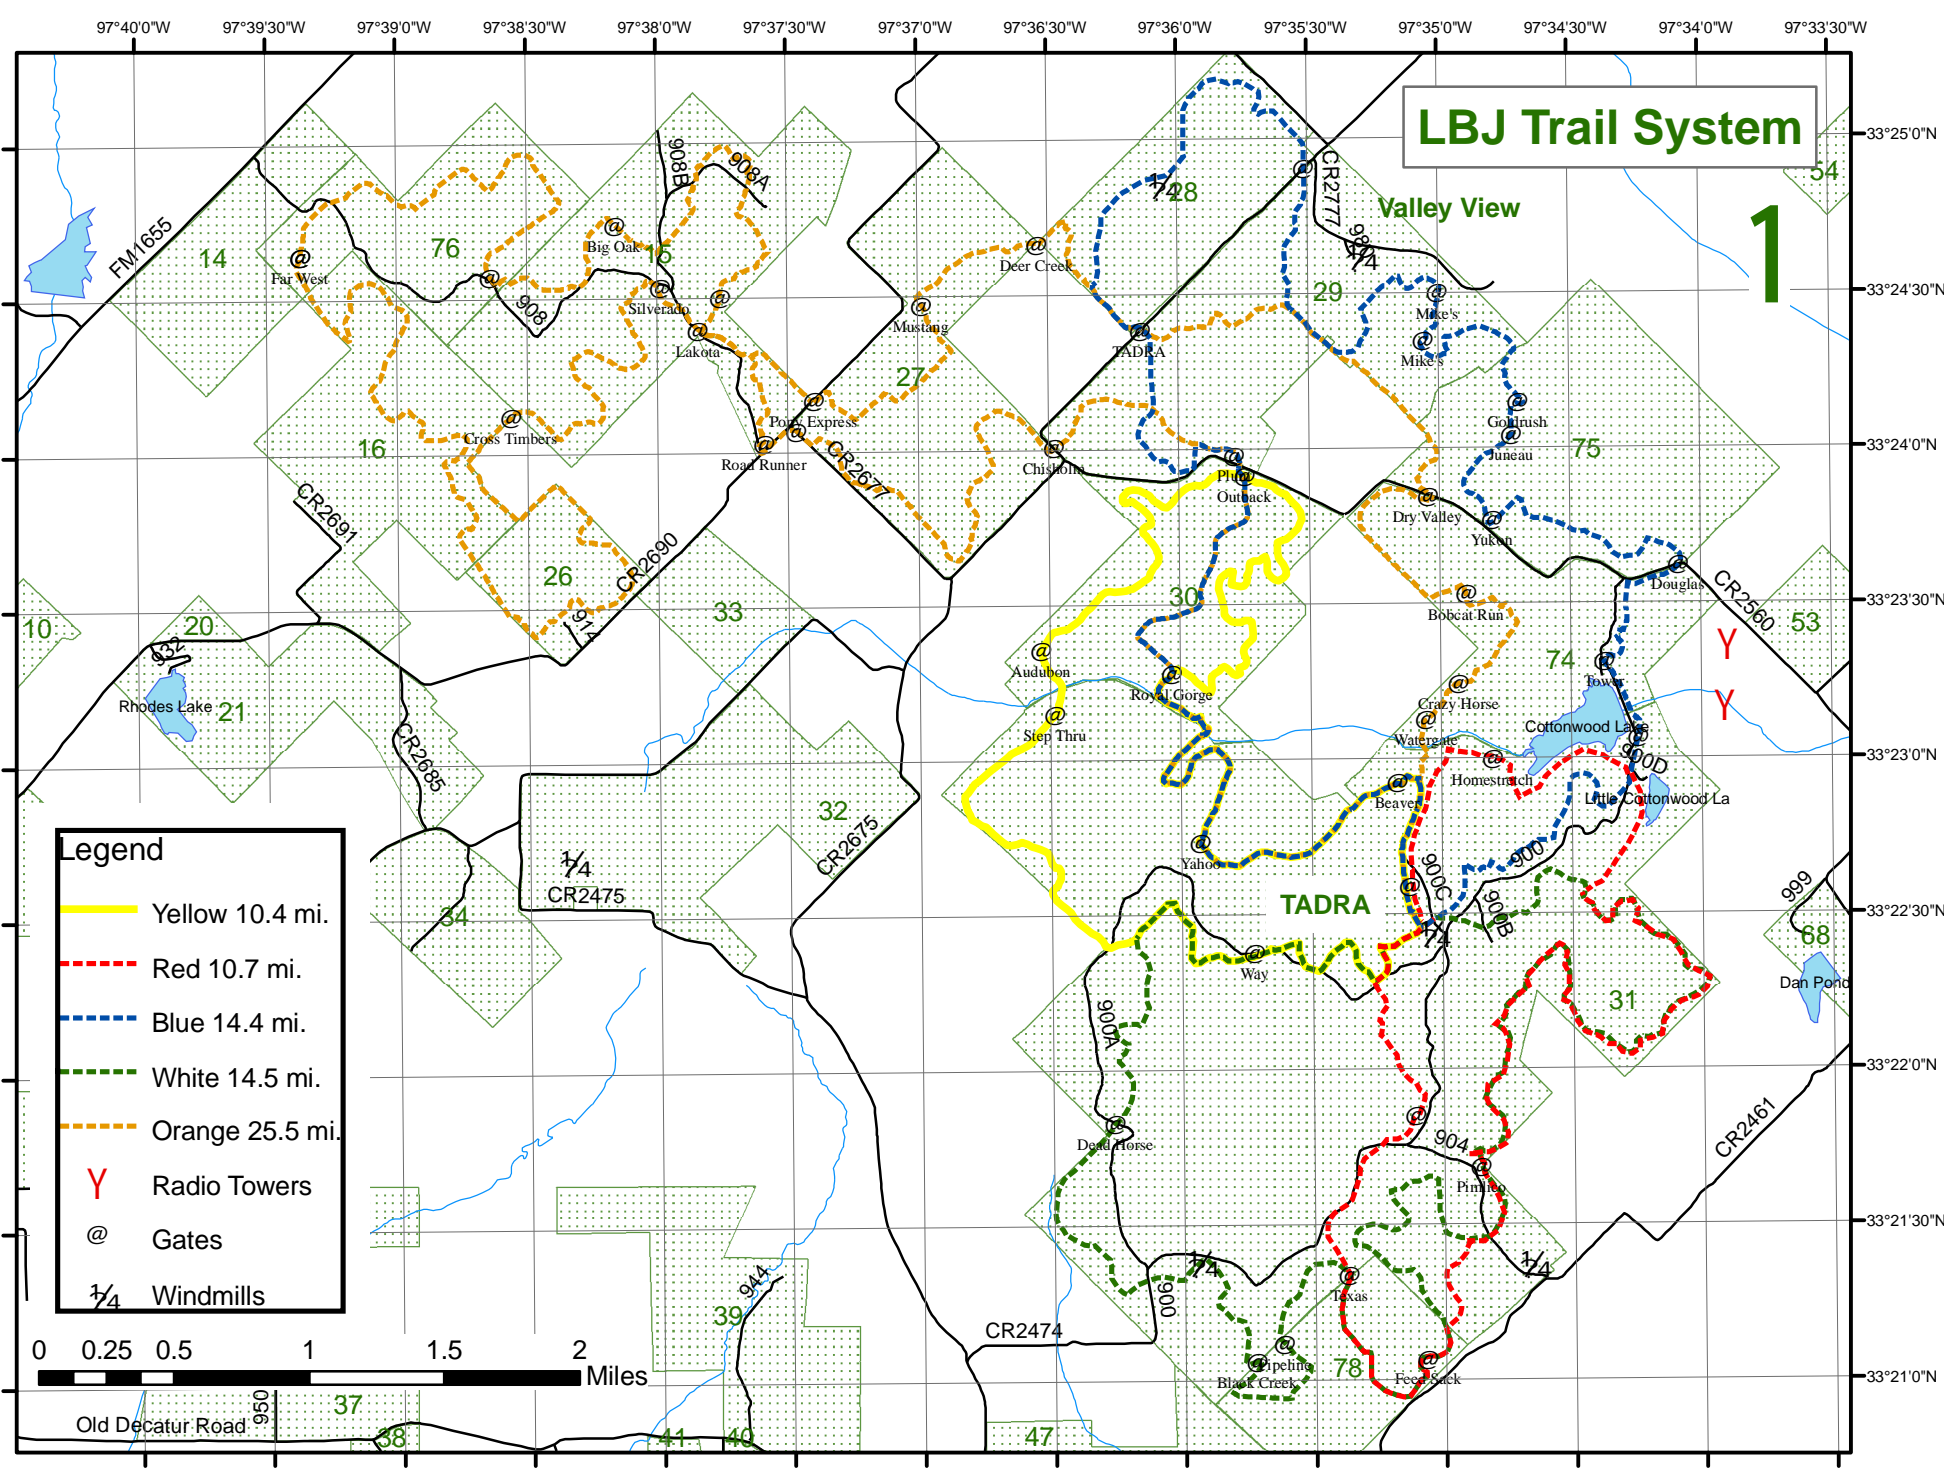 97°40'0"W
97°39'30"W
97°39'0"W
97°38'30"W
97°38'0"W
97°37'30"W
97°37'0"W
97°36'30"W
97°36'0"W
97°35'30"W
97°35'0"W
97°34'30"W
97°34'0"W
97°33'30"W
LBJ Trail System
1
33°25'0"N
33°24'30"N
33°24'0"N
33°23'30"N
33°23'0"N
33°22'30"N
33°22'0"N
33°21'30"N
33°21'0"N
54
Valley View
CR2777
28
29
908B
908A
FM1655
14
76
Big Oak
15
Far West
908
Silverado
Lakota
Deer Creek
Mustang
TADRA
Mike's
Mike's
27
Pony Express
Road Runner
Cross Timbers
16
CR2677
Chisholm
Plum
Outback
Goldrush
Juneau
75
Dry Valley
Yukon
CR2691
26
CR2690
914
33
30
Douglas
CR2560
53
Bobcat Run
10
20
932
Rhodes Lake
21
CR2685
Audubon
Royal Gorge
Step Thru
74
Tower
Crazy Horse
Watergate
Cottonwood Lake
900D
Homestretch
Little Cottonwood La
Beaver
32
CR2675
CR2475
34
Yahoo
TADRA
900C
900
900B
999
68
Dan Pond
Way
31
900A
Dead Horse
904
Pimlico
CR2461
Legend
Yellow 10.4 mi.
Red 10.7 mi.
Blue 14.4 mi.
White 14.5 mi.
Orange 25.5 mi.
Radio Towers
Gates
Windmills
0 0.25 0.5 1 1.5 2
Miles
944
39
CR2474
900
Texas
Pipeline
Black Creek
78
Feed Sack
37
950
Old Decatur Road
38
41
40
47